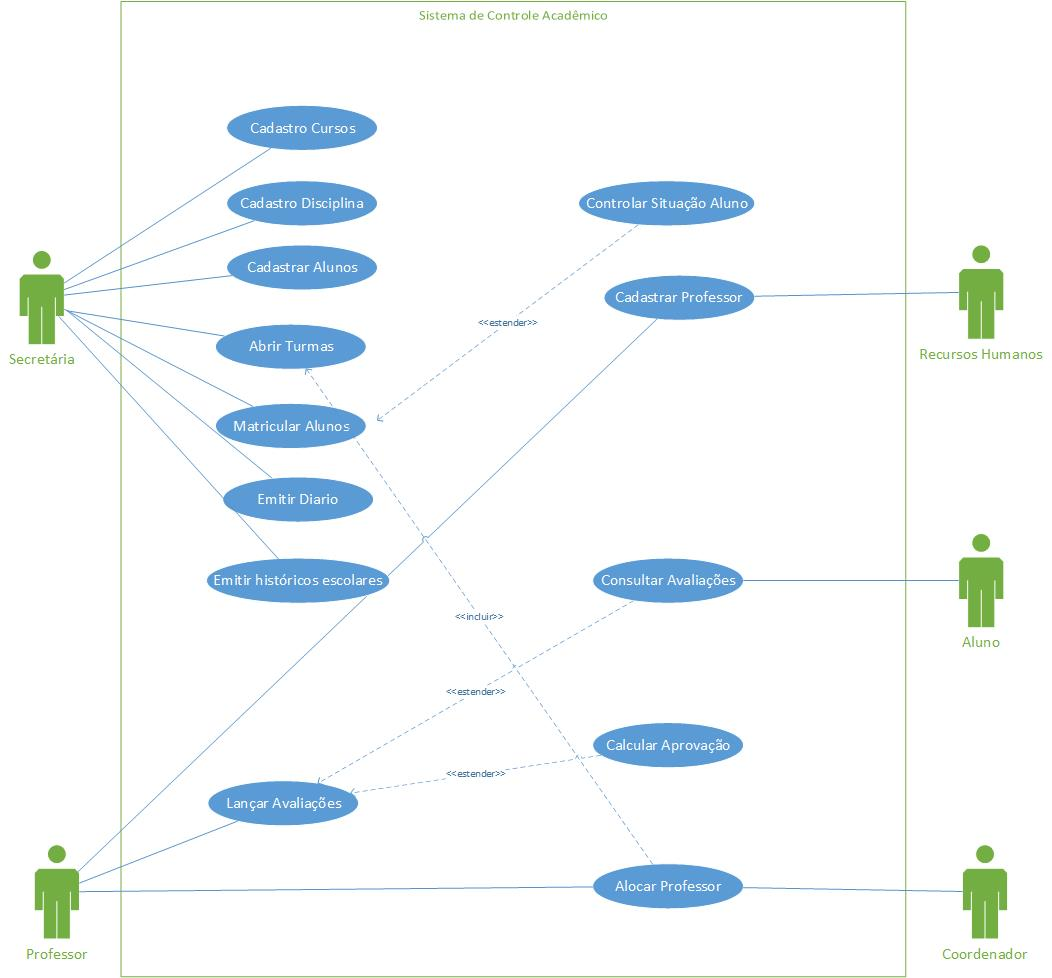 Sistema de Controle Acadêmico
Cadastro Cursos
Cadastro Disciplina
Controlar Situação Aluno
Cadastrar Alunos
Cadastrar Professor
<<estender>>
Abrir Turmas
Secretária
Recursos Humanos
Matricular Alunos
Emitir Diario
Emitir históricos escolares
Consultar Avaliações
<<incluir>>
Aluno
<<estender>>
Calcular Aprovação
<<estender>>
Lançar Avaliações
Alocar Professor
Professor
Coordenador